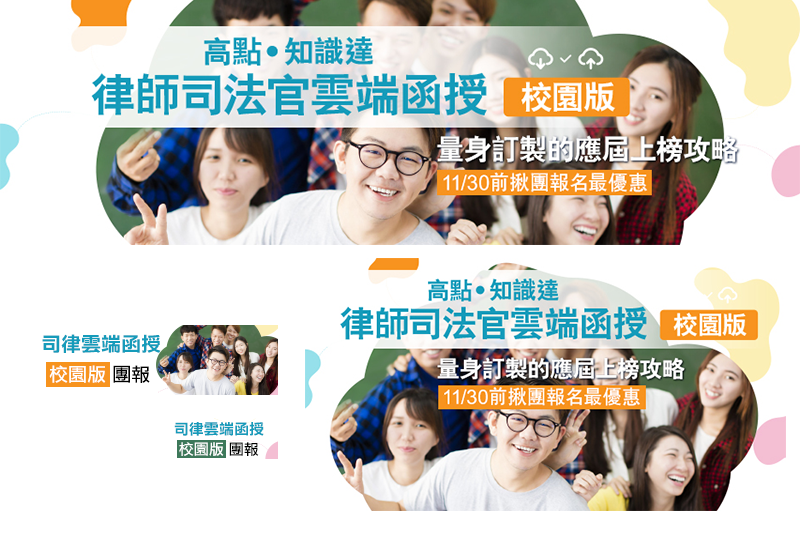 高點•知識達
律師司法官雲端函授 校園版
量身訂製的應屆上榜攻略
11/30前揪團報名最優惠
司律雲端函授
校園版 團報
司律雲端函授
校園版 團報
高點•知識達
律師司法官雲端函授 校園版
量身訂製的應屆上榜攻略
11/30前揪團報名最優惠